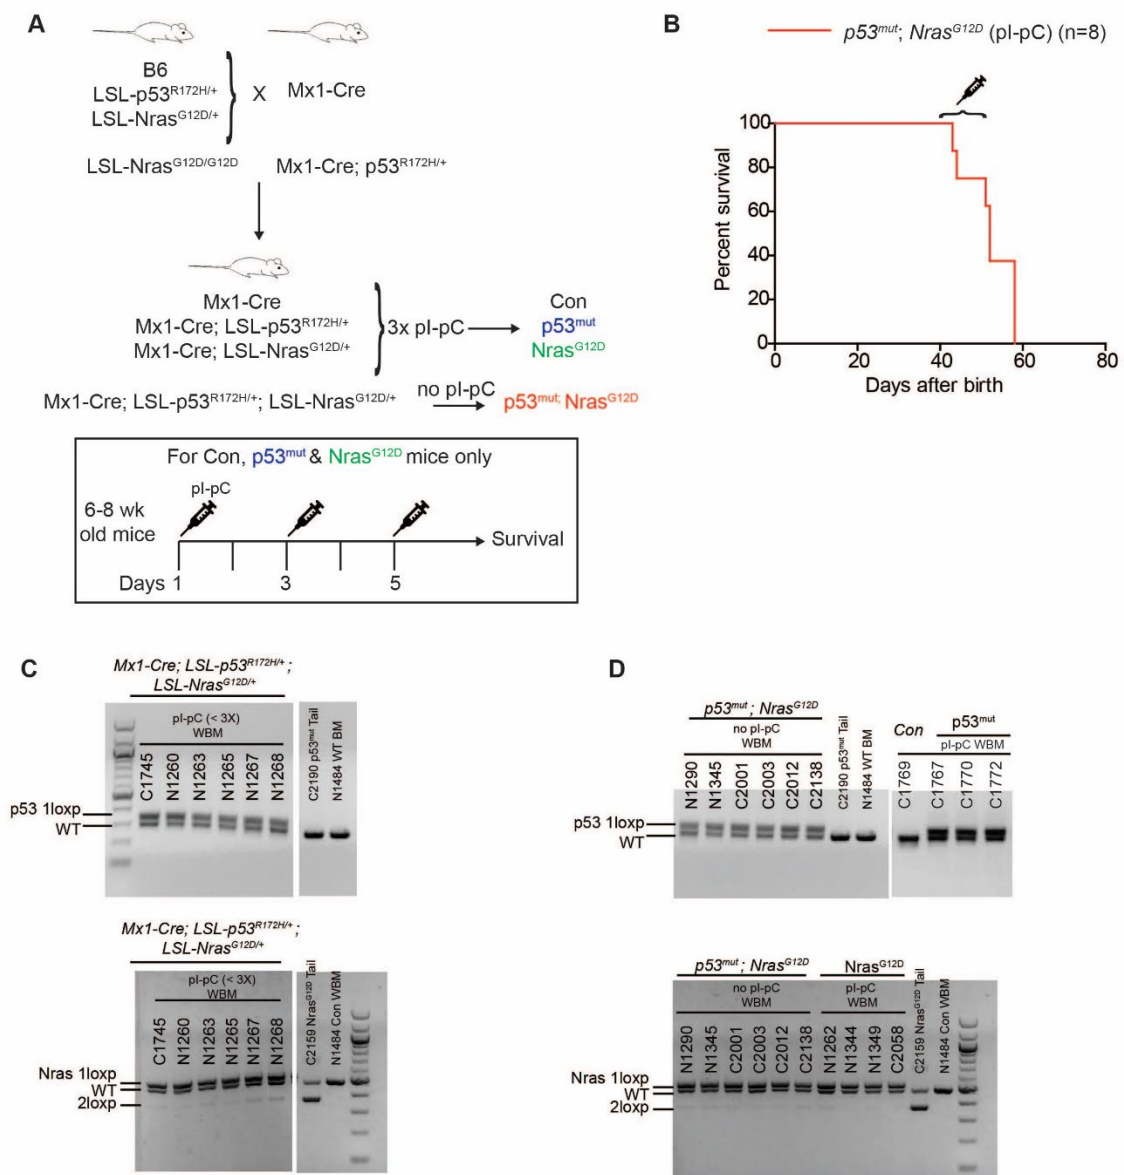 A
B6
LSL-p53R172H/+
LSL-NrasG12D/+
X
Mx1-Cre
LSL-NrasG12D/G12D
Mx1-Cre; p53R172H/+
Mx1-Cre
Mx1-Cre; LSL-p53R172H/+
Mx1-Cre; LSL-NrasG12D/+
3x pI-pC
Con
p53mut
NrasG12D
Mx1-Cre; LSL-p53R172H/+; LSL-NrasG12D/+
no pI-pC
p53mut; NrasG12D
For Con, p53mut & NrasG12D mice only
pI-pC
6-8 wk
old mice
Survival
Days 1 3 5
B
p53mut; NrasG12D (pI-pC) (n=8)
Percent survival
100
80
60
40
20
0
0 20 40 60 80
Days after birth
C
Mx1-Cre; LSL-p53R172H/+;
LSL-NrasG12D/+
pI-pC (< 3X)
WBM
C1745
N1260
N1263
N1265
N1267
N1268
C2190 p53mut Tail
N1484 WT BM
p53 1loxp
WT
Mx1-Cre; LSL-p53R172H/+;
LSL-NrasG12D/+
pI-pC (< 3X)
WBM
C1745
N1260
N1263
N1265
N1267
N1268
C2159 NrasG12D Tail
N1484 Con WBM
Nras 1loxp
WT
2loxp
D
p53mut; NrasG12D
no pI-pC
WBM
N1290
N1345
C2001
C2003
C2012
C2138
C2190 p53mut Tail
N1484 WT BM
Con
p53mut
pI-pC WBM
C1769
C1767
C1770
C1772
p53 1loxp
WT
p53mut; NrasG12D
no pI-pC
WBM
NrasG12D
pI-pC
WBM
N1290
N1345
C2001
C2003
C2012
C2138
N1262
N1344
N1349
C2058
C2159 NrasG12D Tail
N1484 Con WBM
Nras 1loxp
WT
2loxp